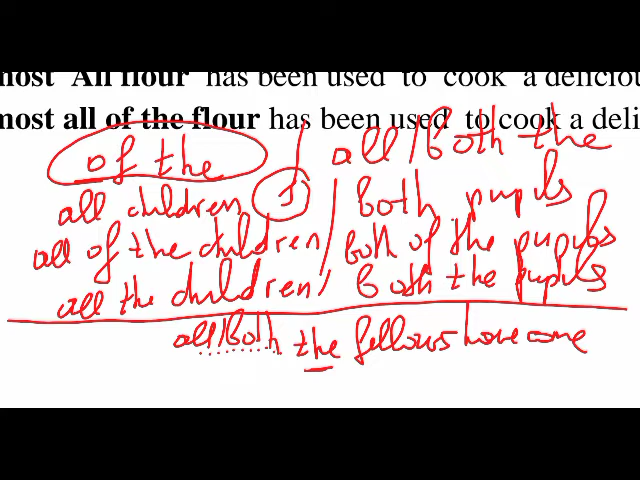 most All flour has been used to cook a deliciou
most all of the flour has been used to cook a deli
of the / all/both the
all children 1 / both pupils
all of the children / both of the pupils
all the children / both the pupils
all/Both the fellows have come